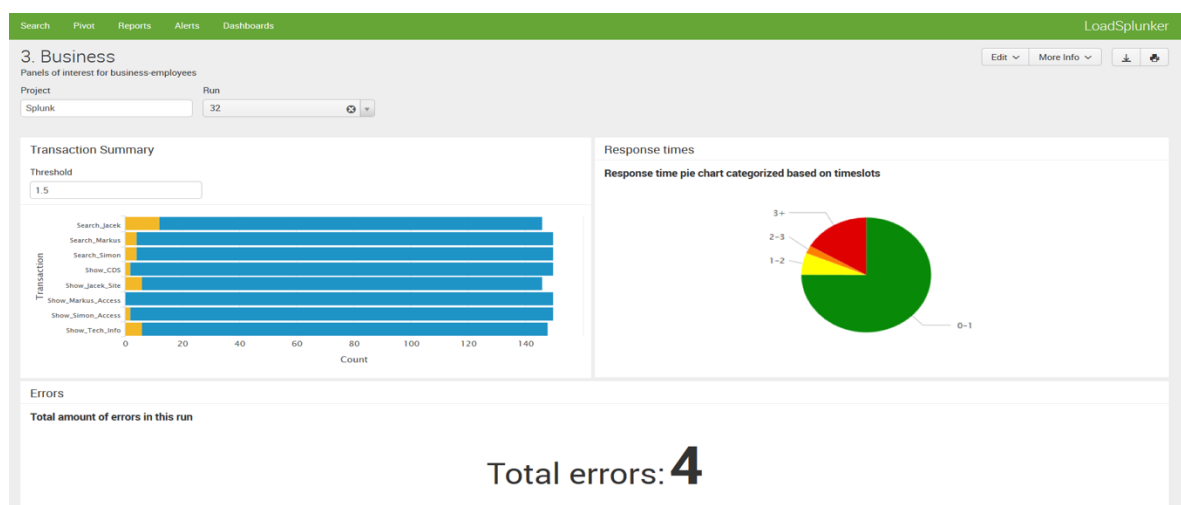 Search Pivot Reports Alerts Dashboards LoadSplunker
3. Business
Edit More Info
Panels of interest for business-employees
Project Run
Splunk 32
Transaction Summary
Threshold
1.5
Search_Jacek
Search_Markus
Search_Simon
Show_CDS
Show_Jacek_Site
Show_Markus_Access
Show_Simon_Access
Show_Tech_Info
Transaction
0 20 40 60 80 100 120 140
Count
Response times
Response time pie chart categorized based on timeslots
3+
2-3
1-2
0-1
Errors
Total amount of errors in this run
Total errors: 4